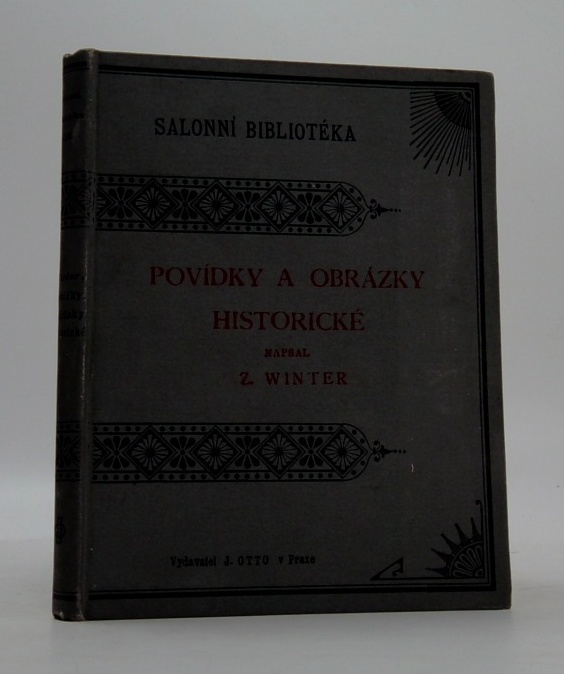 SALONNÍ BIBLIOTÉKA
POVÍDKY A OBRÁZKY
HISTORICKÉ
NAPSAL
Z. WINTER
Vydavatel J. OTTO v Praze